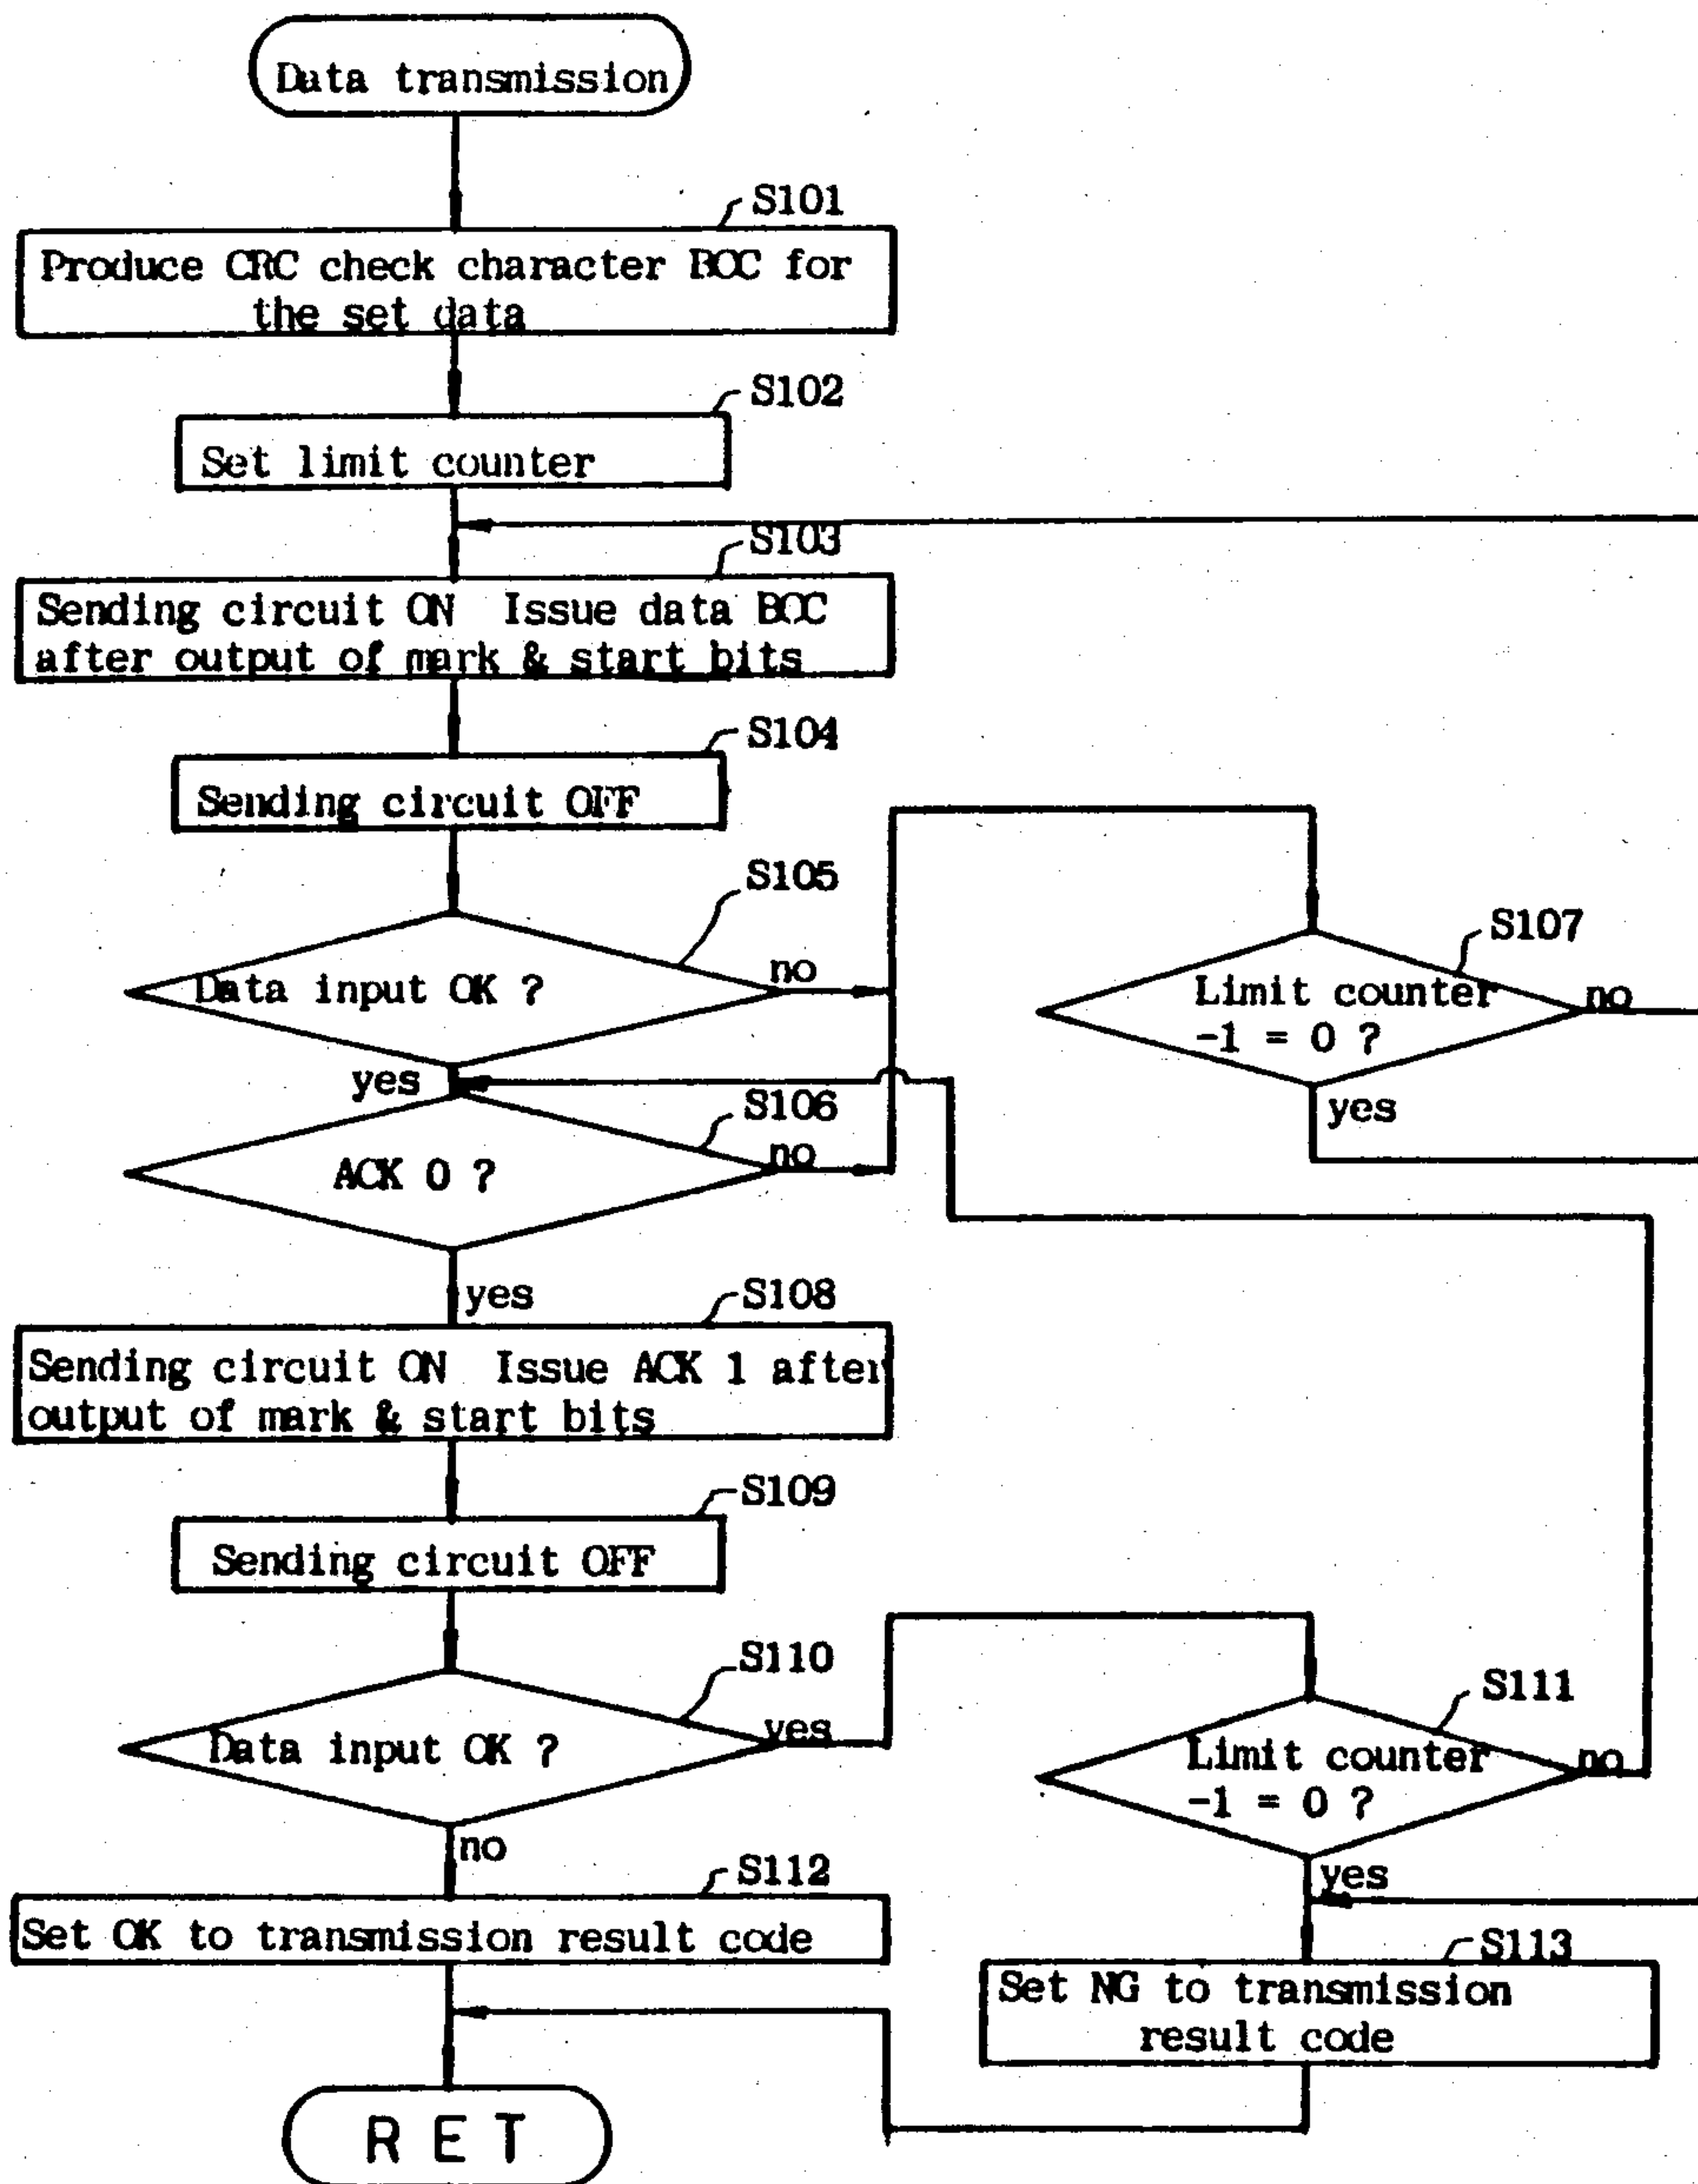 Data transmission
S101
Produce CRC check character BCC for
the set data
S102
Set limit counter
S103
Sending circuit ON Issue data BCC
after output of mark & start bits
S104
Sending circuit OFF
S105
Data input OK ?
no
yes
S107
Limit counter
-1 = 0 ?
no
yes
S106
ACK 0 ?
no
yes
S108
Sending circuit ON Issue ACK 1 after
output of mark & start bits
S109
Sending circuit OFF
S110
Data input OK ?
yes
no
S111
Limit counter
-1 = 0 ?
no
yes
S112
Set OK to transmission result code
S113
Set NG to transmission
result code
RET